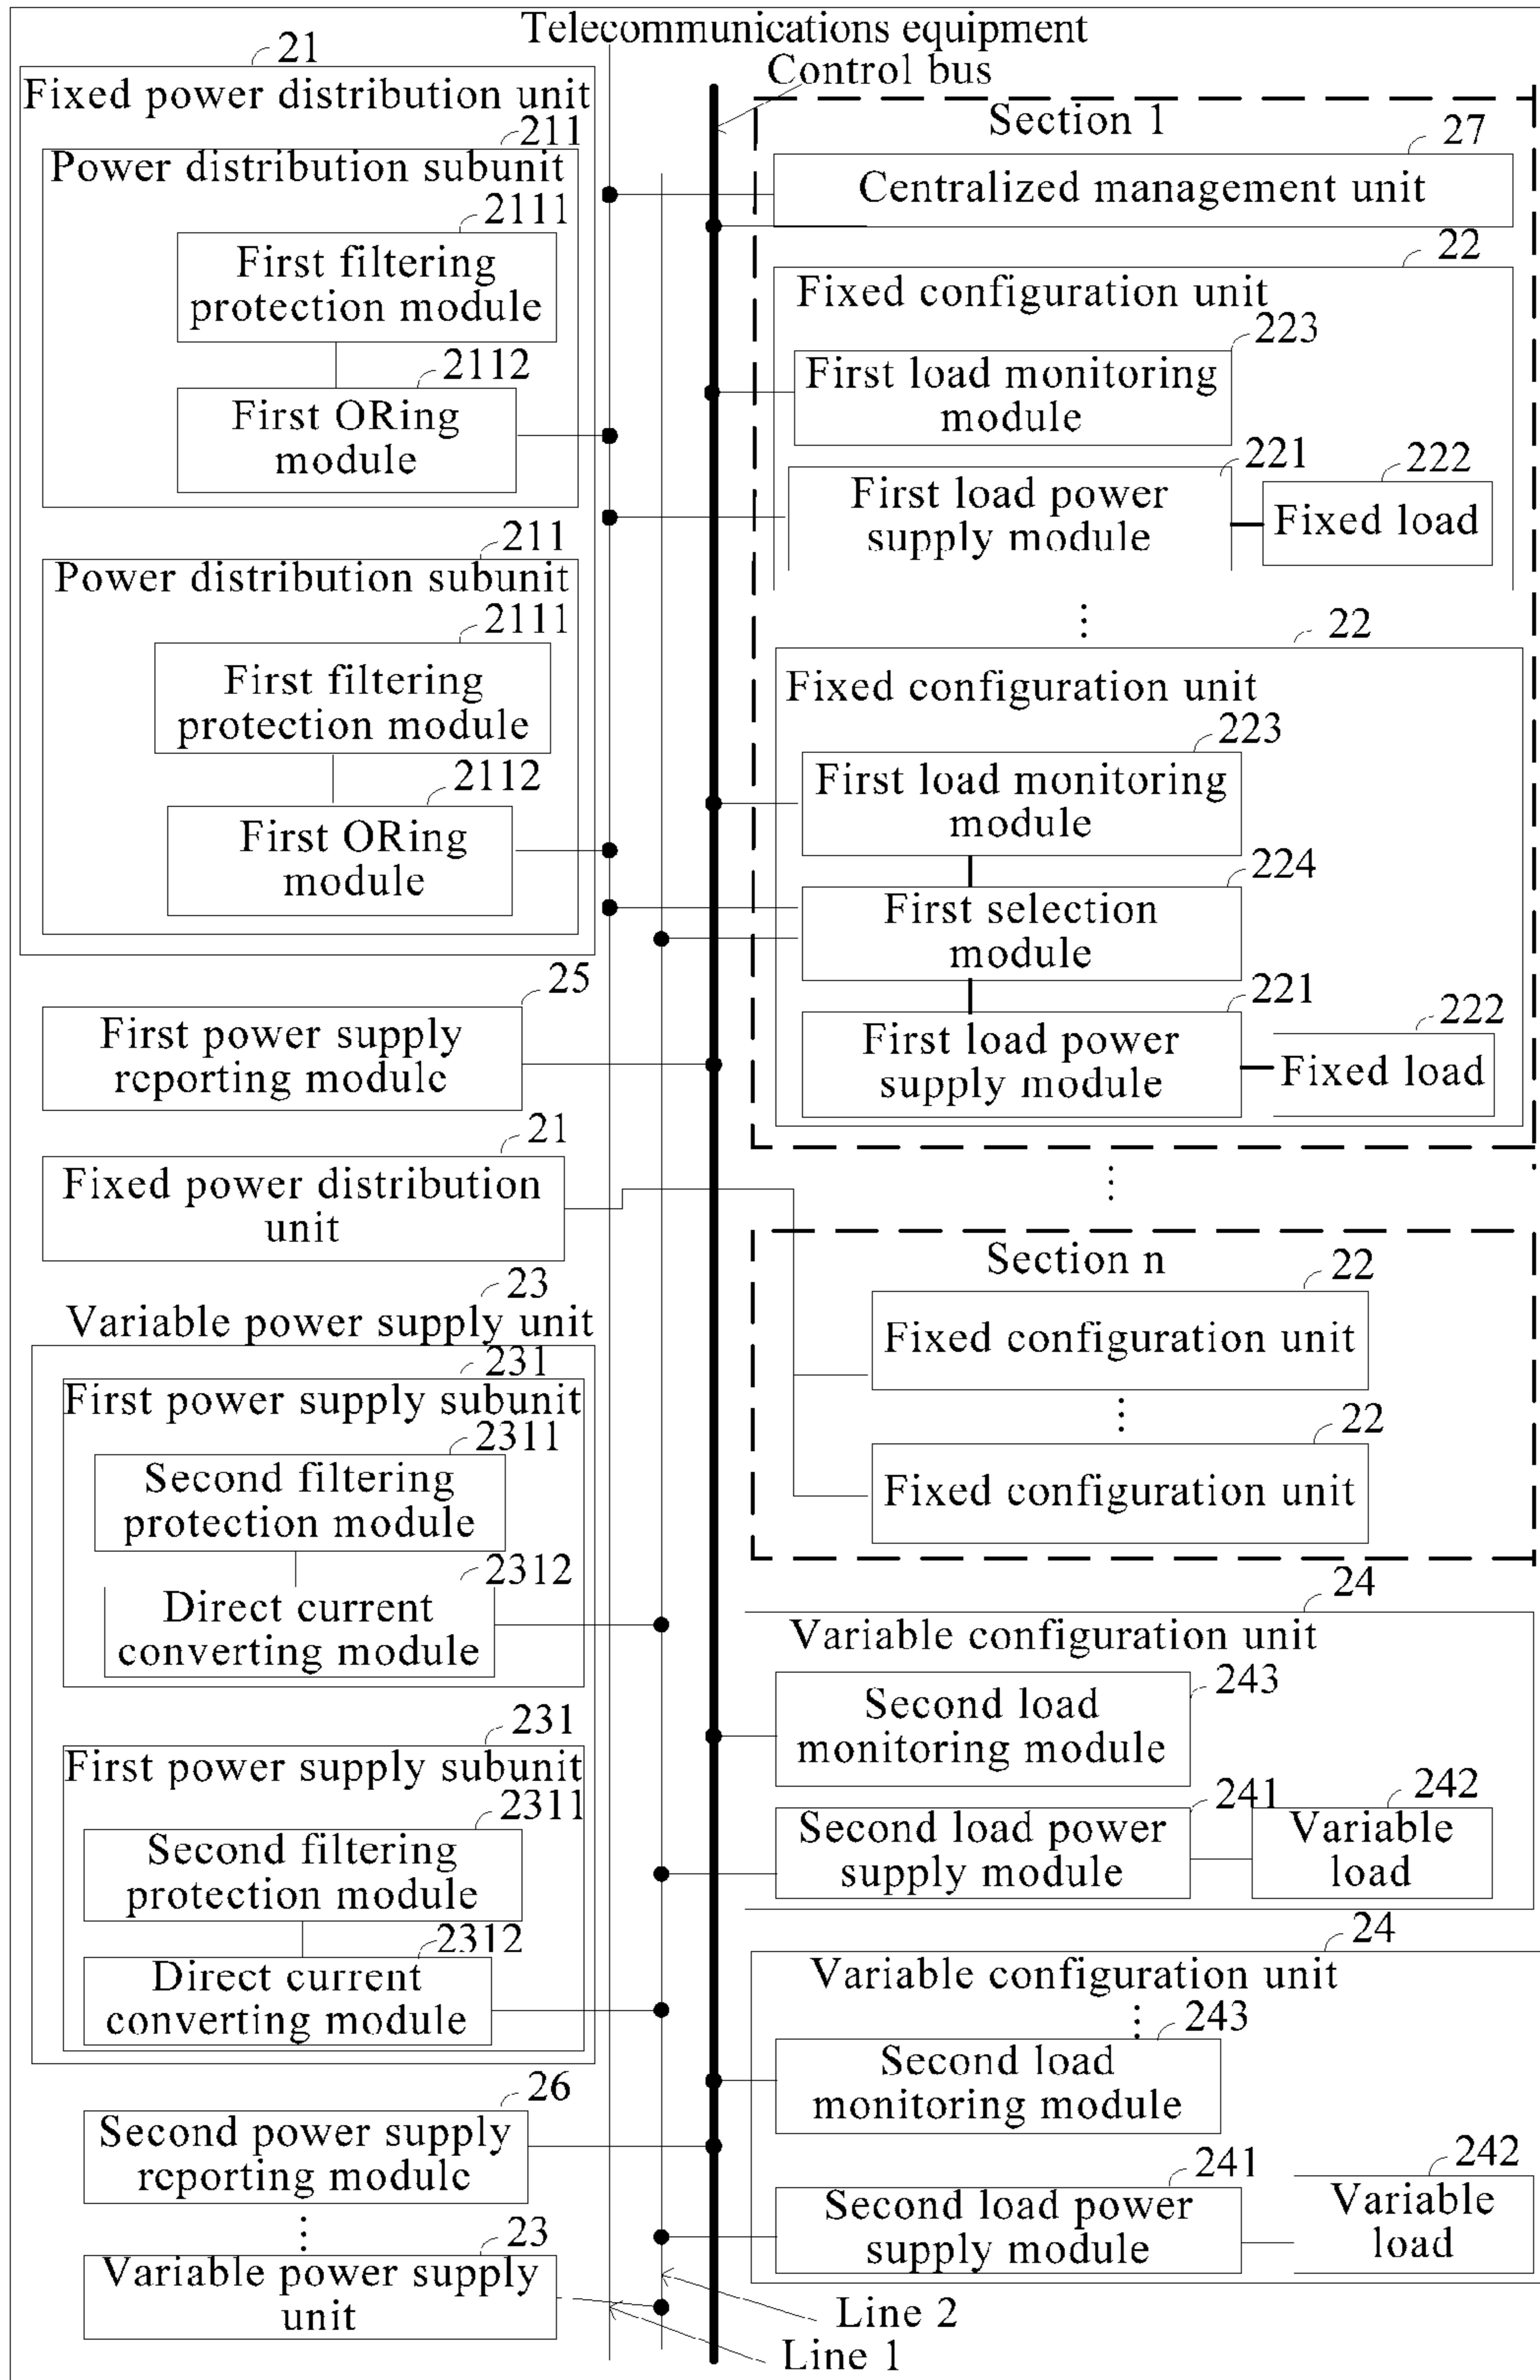 Telecommunications equipment
21
Fixed power distribution unit
211
Power distribution subunit
2111
First filtering
protection module
2112
First ORing
module
211
Power distribution subunit
2111
First filtering
protection module
2112
First ORing
module
25
First power supply
reporting module
21
Fixed power distribution
unit
23
Variable power supply unit
231
First power supply subunit
2311
Second filtering
protection module
2312
Direct current
converting module
231
First power supply subunit
2311
Second filtering
protection module
2312
Direct current
converting module
26
Second power supply
reporting module
⋮
23
Variable power supply
unit
Control bus
Section 1
27
Centralized management unit
22
Fixed configuration unit
223
First load monitoring
module
221
First load power
supply module
222
Fixed load
⋮
22
Fixed configuration unit
223
First load monitoring
module
224
First selection
module
221
First load power
supply module
222
Fixed load
⋮
Section n
22
Fixed configuration unit
⋮
22
Fixed configuration unit
24
Variable configuration unit
243
Second load
monitoring module
241
Second load power
supply module
242
Variable
load
24
Variable configuration unit
⋮
243
Second load
monitoring module
241
Second load power
supply module
242
Variable
load
Line 2
Line 1